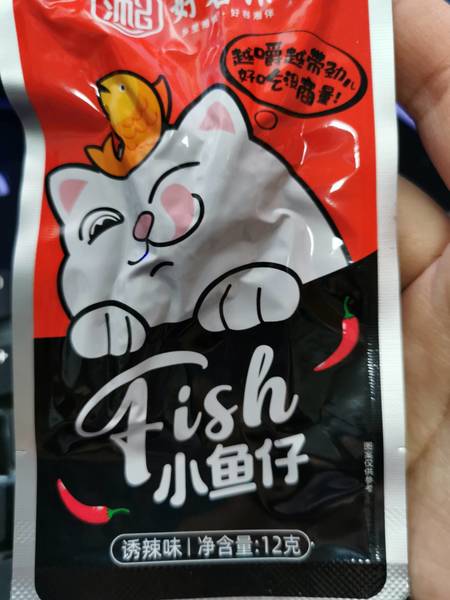 越嚼越带劲儿
好吃没商量!
Fish
小鱼仔
图案仅供参考
诱辣味 | 净含量:12克